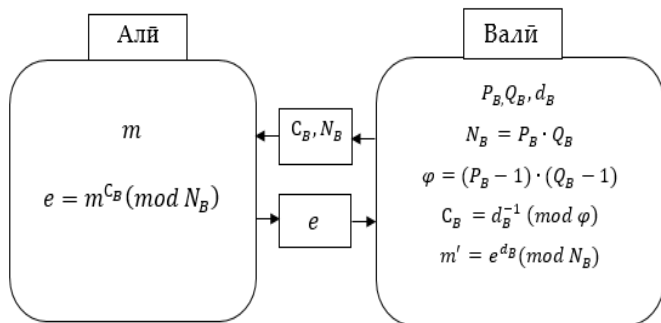 Алӣ
m
e = m^{C_B}(mod N_B)
C_B, N_B
e
Валӣ
P_{B,}Q_B, d_B
N_B = P_B · Q_B
φ = (P_B − 1) · (Q_B − 1)
C_B = d_B^{−1} (mod φ)
m′ = e^{d_B}(mod N_B)